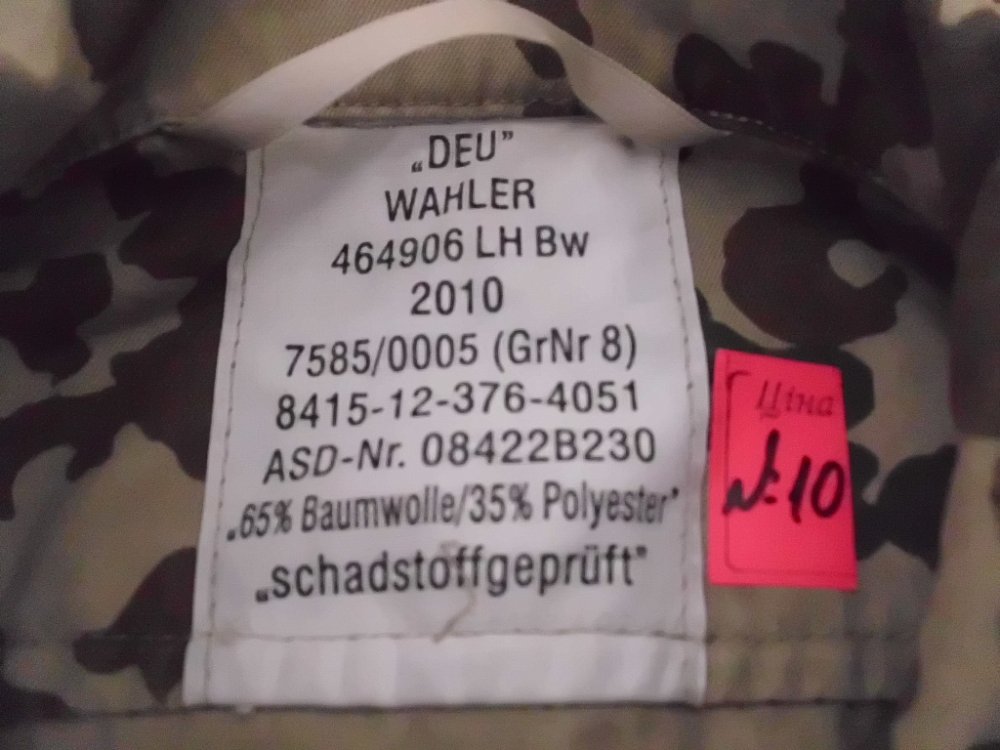 „DEU”
WAHLER
464906 LH Bw
2010
7585/0005 (GrNr 8)
8415-12-376-4051
ASD-Nr. 08422B230
„65% Baumwolle/35% Polyester”
„schadstoffgeprüft”
Ціна
№ 10